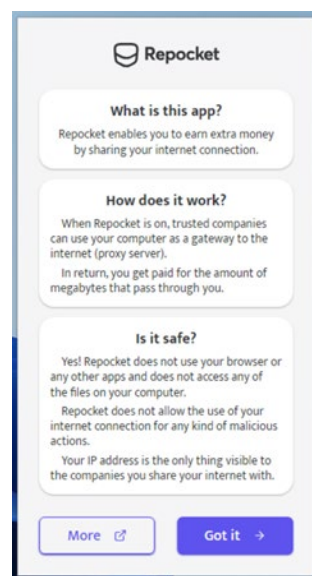 Repocket
What is this app?
Repocket enables you to earn extra money
by sharing your internet connection.
How does it work?
When Repocket is on, trusted companies
can use your computer as a gateway to the
internet (proxy server).
In return, you get paid for the amount of
megabytes that pass through you.
Is it safe?
Yes! Repocket does not use your browser or
any other apps and does not access any of
the files on your computer.
Repocket does not allow the use of your
internet connection for any kind of malicious
actions.
Your IP address is the only thing visible to
the companies you share your internet with.
More
Got it →